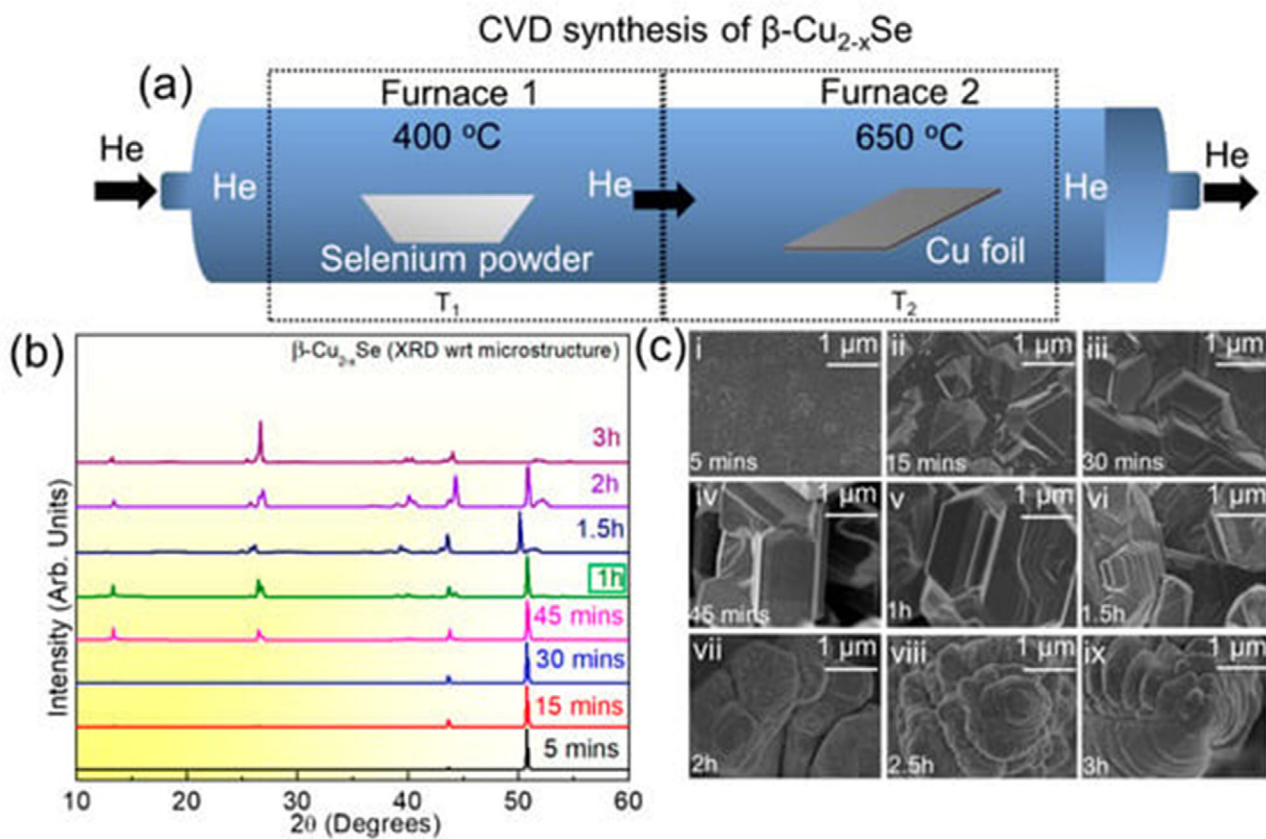 CVD synthesis of β-Cu2-xSe
(a)
Furnace 1
Furnace 2
400 ºC
650 ºC
He
He
He
He
He
Selenium powder
Cu foil
T1
T2
(b)
β-Cu2-xSe (XRD wrt microstructure)
3h
2h
1.5h
1h
45 mins
30 mins
15 mins
5 mins
Intensity (Arb. Units)
10
20
30
40
50
60
2θ (Degrees)
(c)
i
1 µm
5 mins
ii
1 µm
15 mins
iii
1 µm
30 mins
iv
1 µm
45 mins
v
1 µm
1h
vi
1 µm
1.5h
vii
1 µm
2h
viii
1 µm
2.5h
ix
1 µm
3h